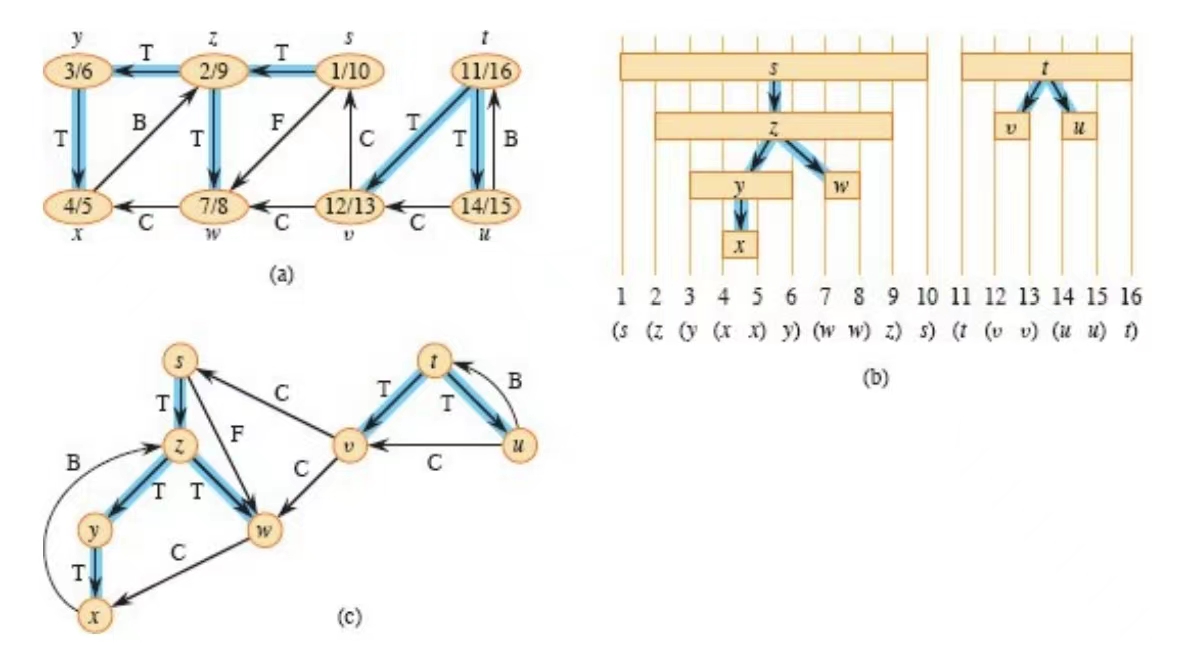 y z s t
T T
3/6 2/9 1/10 11/16
B F T
T T C T B
4/5 7/8 12/13 14/15
C C C
x w v u
(a)
s t
z v u
y w
x
1 2 3 4 5 6 7 8 9 10 11 12 13 14 15 16
(s (z (y (x x) y) (w w) z) s) (t (v v) (u u) t)
(b)
s t
C T B
T T
F
z v u
B C C
T T
y w
C
T
x
(c)